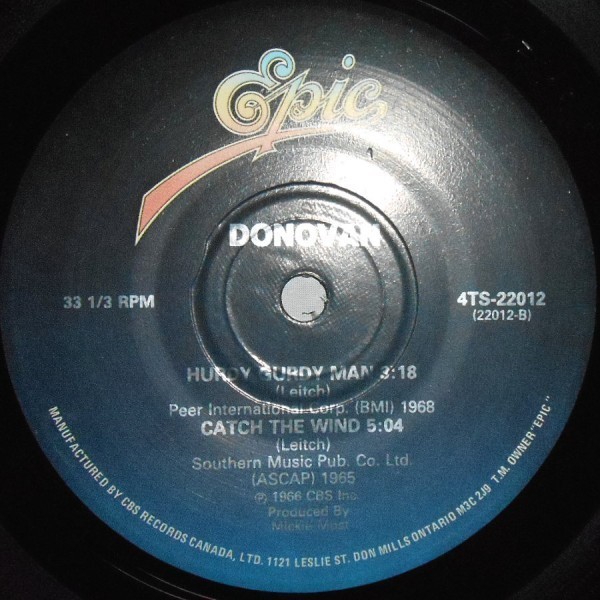 Epic
DONOVAN
33 1/3 RPM
4TS-22012
(22012-B)
HURDY GURDY MAN 3:18
(Leitch)
Peer International Corp. (BMI) 1968
CATCH THE WIND 5:04
(Leitch)
Southern Music Pub. Co. Ltd.
(ASCAP) 1965
℗ 1966 CBS Inc.
Produced By
Mickie Most
MANUFACTURED BY CBS RECORDS CANADA, LTD. 1121 LESLIE ST. DON MILLS ONTARIO M3C 2J9 T.M. OWNER "EPIC"